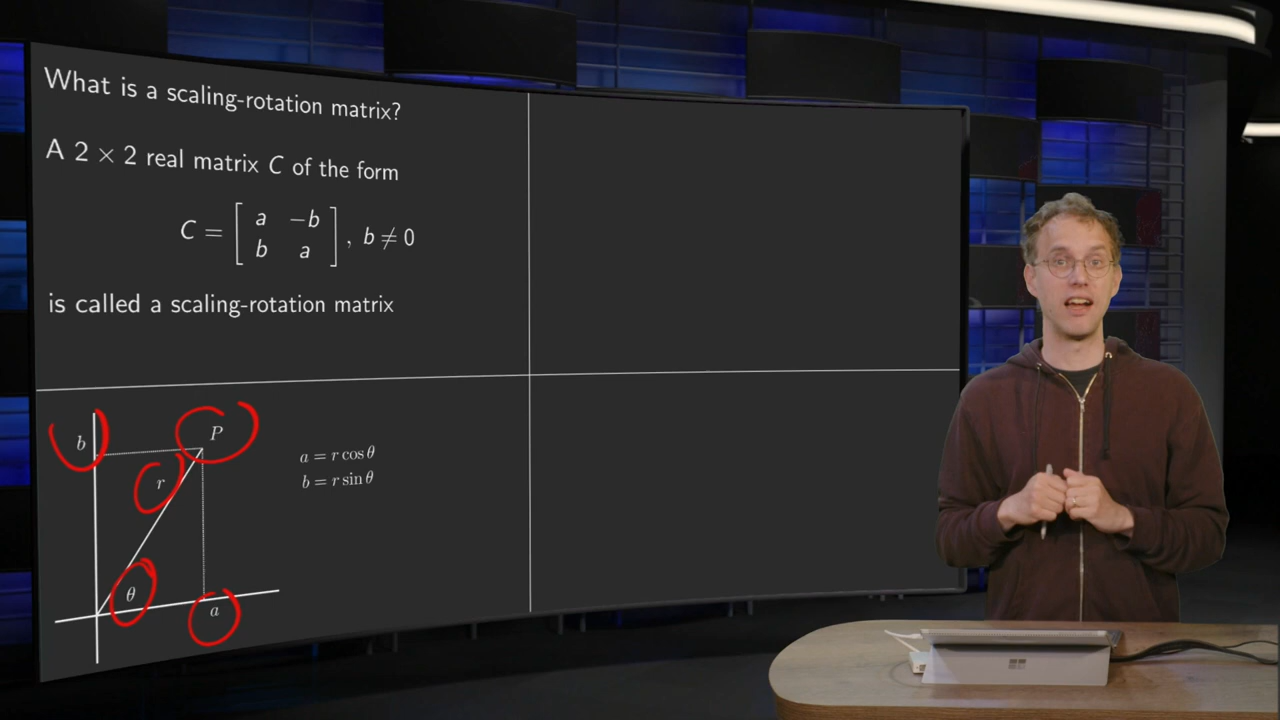 What is a scaling-rotation matrix?
A 2 × 2 real matrix C of the form
C = [ a −b
b a ] , b ≠ 0
is called a scaling-rotation matrix
b
P
r
θ
a
a = r cos θ
b = r sin θ